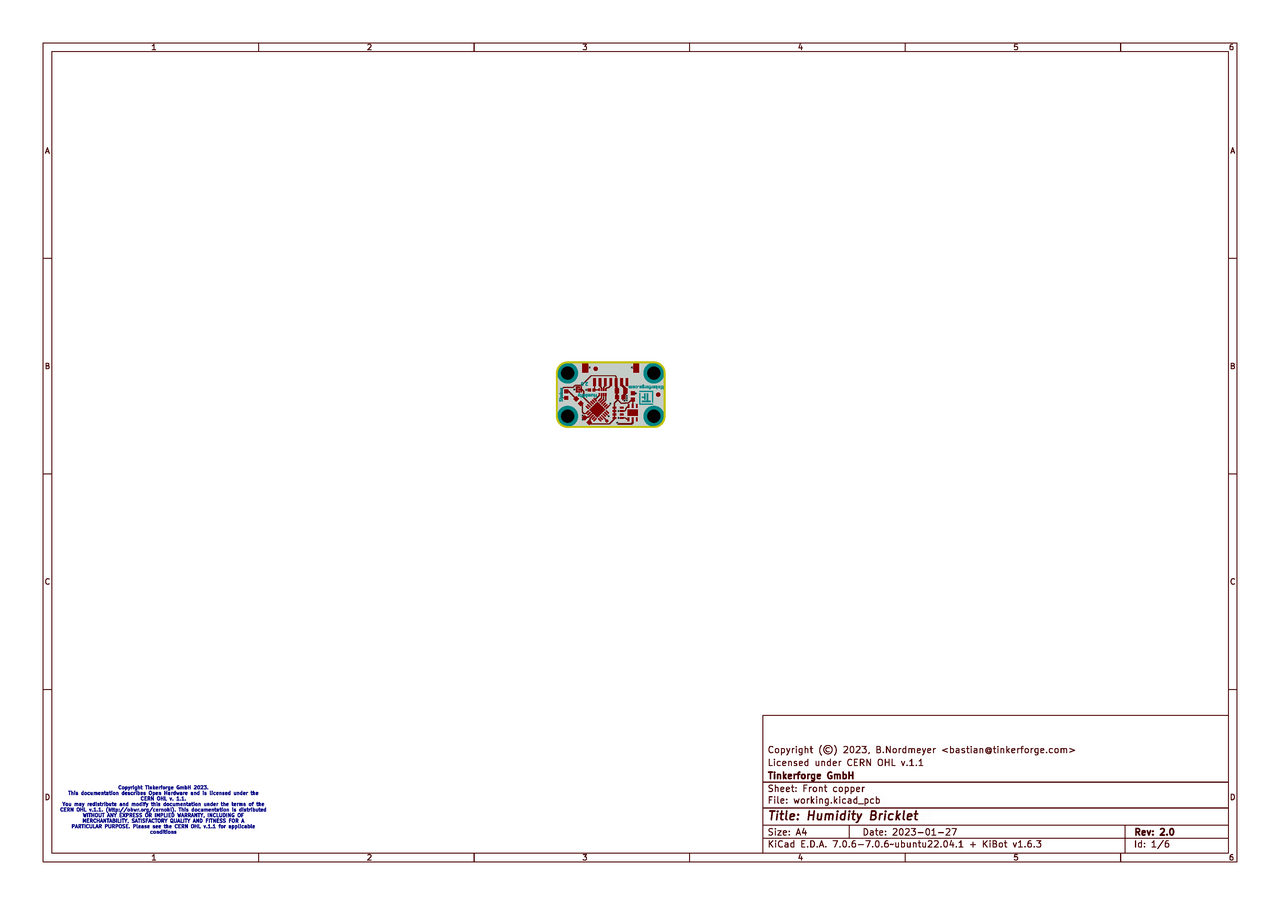 1 2 3 4 5 6
A A
tinkerforge.com
Humidity
B B
C C
Copyright (©) 2023, B.Nordmeyer <bastian@tinkerforge.com>
Licensed under CERN OHL v.1.1
Tinkerforge GmbH
Sheet: Front copper
File: working.kicad_pcb
Title: Humidity Bricklet
Size: A4 Date: 2023-01-27 Rev: 2.0
KiCad E.D.A. 7.0.6-7.0.6~ubuntu22.04.1 + KiBot v1.6.3 Id: 1/6
Copyright Tinkerforge GmbH 2023.
This documentation describes Open Hardware and is licensed under the
CERN OHL v. 1.1.
You may redistribute and modify this documentation under the terms of the
CERN OHL v.1.1. (http://ohwr.org/cernohl). This documentation is distributed
WITHOUT ANY EXPRESS OR IMPLIED WARRANTY, INCLUDING OF
MERCHANTABILITY, SATISFACTORY QUALITY AND FITNESS FOR A
PARTICULAR PURPOSE. Please see the CERN OHL v.1.1 for applicable
conditions
D D
1 2 3 4 5 6